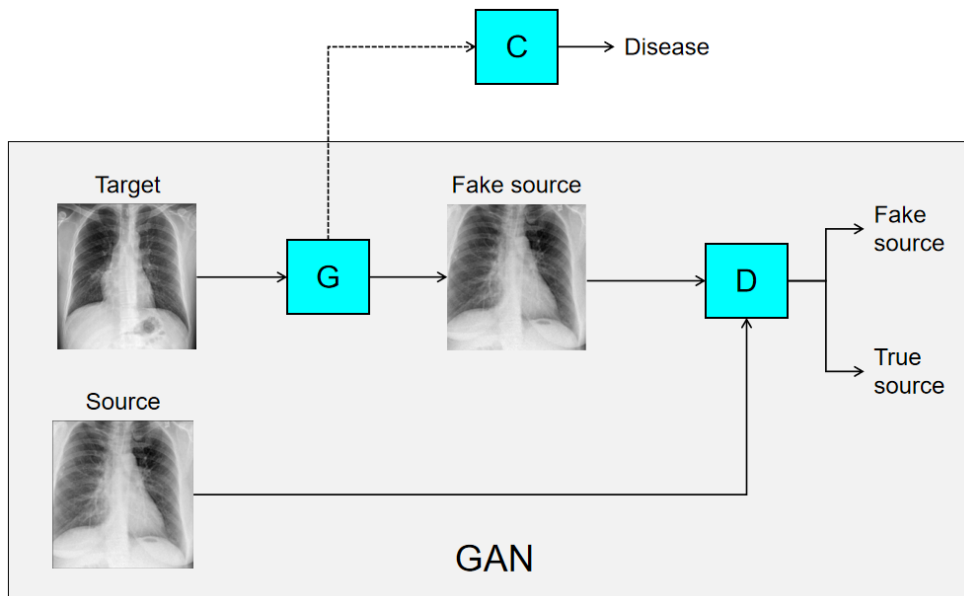 C
Disease
Target
Fake source
Fake
source
G
D
True
source
Source
GAN